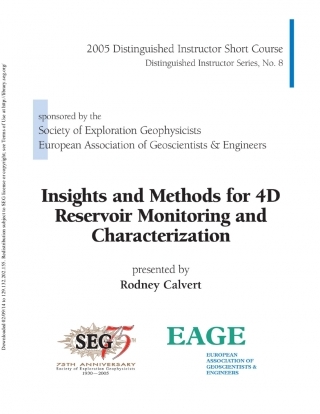 2005 Distinguished Instructor Short Course
Distinguished Instructor Series, No. 8
sponsored by the
Society of Exploration Geophysicists
European Association of Geoscientists & Engineers
Insights and Methods for 4D
Reservoir Monitoring and
Characterization
presented by
Rodney Calvert
SEG 75TH
75TH ANNIVERSARY
Society of Exploration Geophysicists
1930–2005
EAGE
EUROPEAN
ASSOCIATION OF
GEOSCIENTISTS &
ENGINEERS